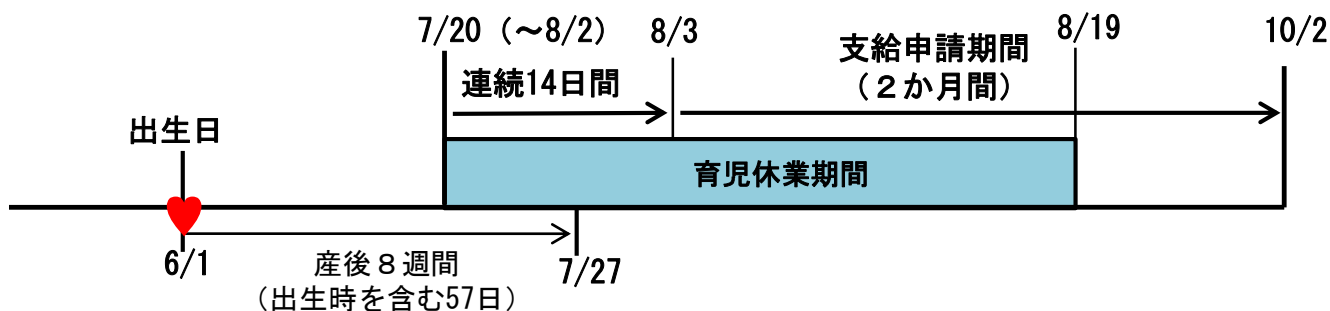 7/20（～8/2）
8/3
支給申請期間
（２か月間）
8/19
10/2
連続14日間
出生日
育児休業期間
6/1
産後８週間
（出生時を含む57日）
7/27